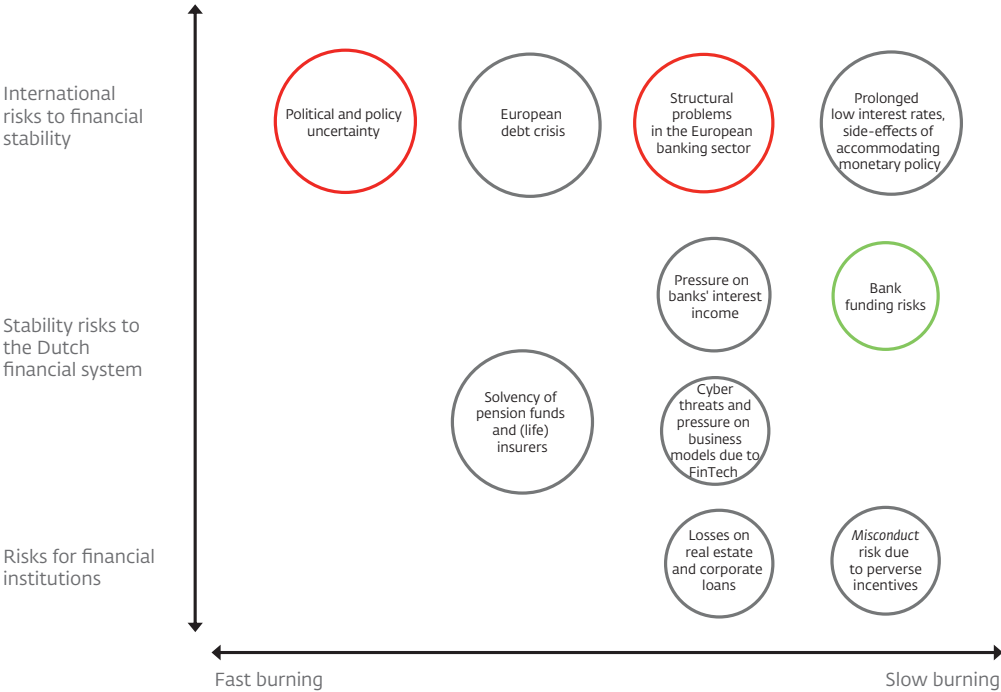 International
risks to financial
stability
Political and policy
uncertainty
European
debt crisis
Structural
problems
in the European
banking sector
Prolonged
low interest rates,
side-effects of
accommodating
monetary policy
Stability risks to
the Dutch
financial system
Pressure on
banks' interest
income
Bank
funding risks
Solvency of
pension funds
and (life)
insurers
Cyber
threats and
pressure on
business
models due to
FinTech
Risks for financial
institutions
Losses on
real estate
and corporate
loans
Misconduct
risk due
to perverse
incentives
Fast burning
Slow burning